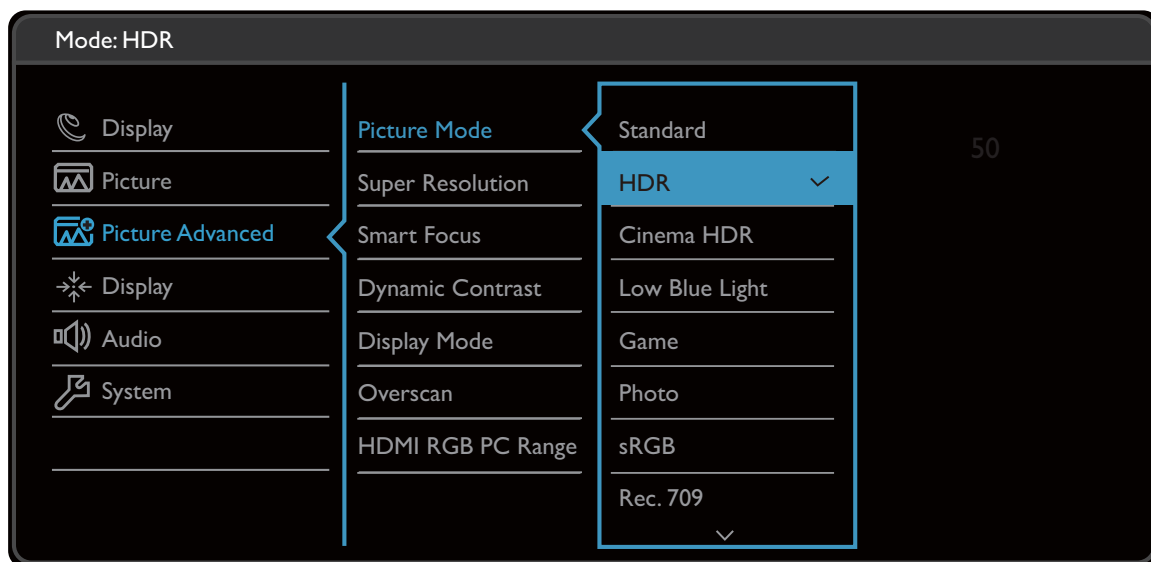 Mode: HDR
Display
Picture
Picture Advanced
Display
Audio
System
Picture Mode
Super Resolution
Smart Focus
Dynamic Contrast
Display Mode
Overscan
HDMI RGB PC Range
Standard
HDR
Cinema HDR
Low Blue Light
Game
Photo
sRGB
Rec. 709
50